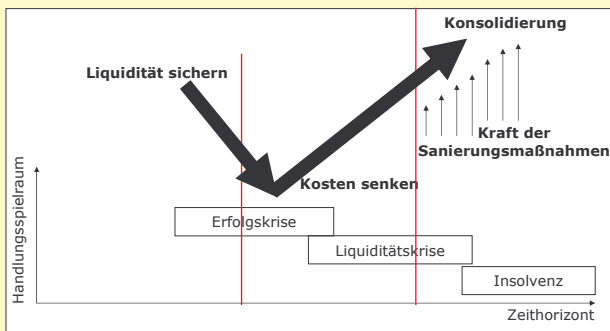 Konsolidierung
Liquidität sichern
Kraft der
Sanierungsmaßnahmen
Kosten senken
Erfolgskrise
Liquiditätskrise
Insolvenz
Handlungsspielraum
Zeithorizont